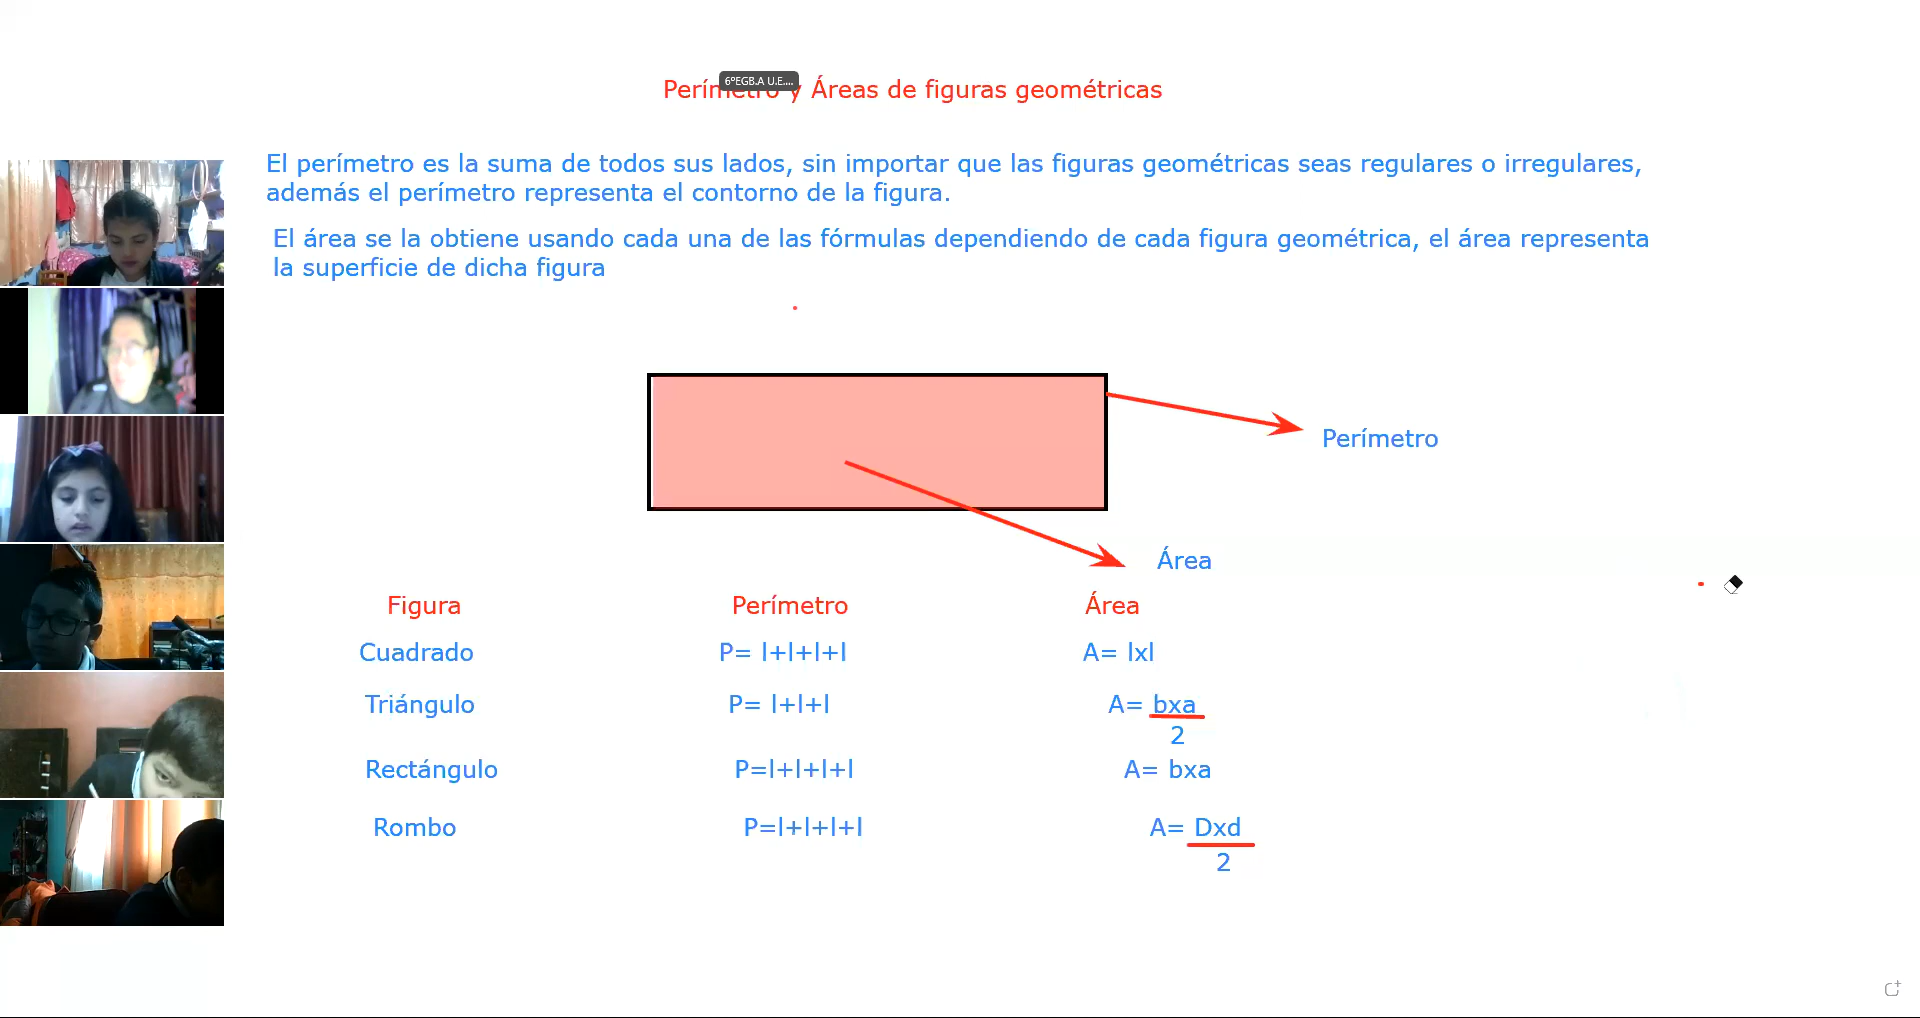 6°EGB.A U.E....
Perímetro y Áreas de figuras geométricas
El perímetro es la suma de todos sus lados, sin importar que las figuras geométricas seas regulares o irregulares,
además el perímetro representa el contorno de la figura.
El área se la obtiene usando cada una de las fórmulas dependiendo de cada figura geométrica, el área representa
la superficie de dicha figura
Perímetro
Área
Figura Perímetro Área
Cuadrado P= l+l+l+l A= lxl
Triángulo P= l+l+l A= bxa
2
Rectángulo P=l+l+l+l A= bxa
Rombo P=l+l+l+l A= Dxd
2